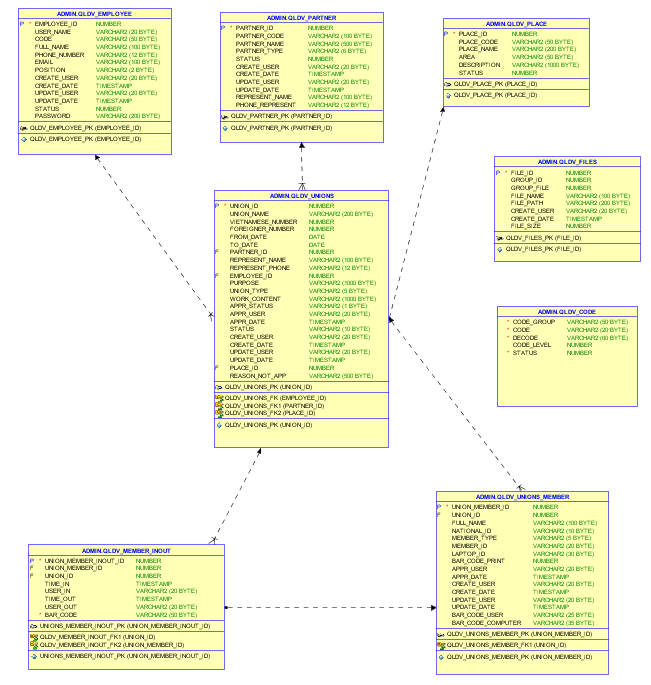 ADMIN.QLDV_EMPLOYEE
P * EMPLOYEE_ID NUMBER
USER_NAME VARCHAR2 (20 BYTE)
CODE VARCHAR2 (50 BYTE)
FULL_NAME VARCHAR2 (100 BYTE)
PHONE_NUMBER VARCHAR2 (12 BYTE)
EMAIL VARCHAR2 (100 BYTE)
POSITION VARCHAR2 (2 BYTE)
CREATE_USER VARCHAR2 (20 BYTE)
CREATE_DATE TIMESTAMP
UPDATE_USER VARCHAR2 (20 BYTE)
UPDATE_DATE TIMESTAMP
STATUS NUMBER
PASSWORD VARCHAR2 (200 BYTE)
QLDV_EMPLOYEE_PK (EMPLOYEE_ID)
QLDV_EMPLOYEE_PK (EMPLOYEE_ID)
ADMIN.QLDV_PARTNER
P * PARTNER_ID NUMBER
PARTNER_CODE VARCHAR2 (100 BYTE)
PARTNER_NAME VARCHAR2 (500 BYTE)
PARTNER_TYPE VARCHAR2 (6 BYTE)
STATUS NUMBER
CREATE_USER VARCHAR2 (20 BYTE)
CREATE_DATE TIMESTAMP
UPDATE_USER VARCHAR2 (20 BYTE)
UPDATE_DATE TIMESTAMP
REPRESENT_NAME VARCHAR2 (100 BYTE)
PHONE_REPRESENT VARCHAR2 (12 BYTE)
QLDV_PARTNER_PK (PARTNER_ID)
QLDV_PARTNER_PK (PARTNER_ID)
ADMIN.QLDV_PLACE
P * PLACE_ID NUMBER
PLACE_CODE VARCHAR2 (50 BYTE)
PLACE_NAME VARCHAR2 (200 BYTE)
AREA VARCHAR2 (50 BYTE)
DESCRIPTION VARCHAR2 (1000 BYTE)
STATUS NUMBER
QLDV_PLACE_PK (PLACE_ID)
QLDV_PLACE_PK (PLACE_ID)
ADMIN.QLDV_FILES
P * FILE_ID NUMBER
GROUP_ID NUMBER
GROUP_FILE NUMBER
FILE_NAME VARCHAR2 (100 BYTE)
FILE_PATH VARCHAR2 (200 BYTE)
CREATE_USER VARCHAR2 (20 BYTE)
CREATE_DATE TIMESTAMP
FILE_SIZE NUMBER
QLDV_FILES_PK (FILE_ID)
QLDV_FILES_PK (FILE_ID)
ADMIN.QLDV_UNIONS
P * UNION_ID NUMBER
UNION_NAME VARCHAR2 (200 BYTE)
VIETNAMESE_NUMBER NUMBER
FOREIGNER_NUMBER NUMBER
FROM_DATE DATE
TO_DATE DATE
F PARTNER_ID NUMBER
REPRESENT_NAME VARCHAR2 (100 BYTE)
REPRESENT_PHONE VARCHAR2 (12 BYTE)
F EMPLOYEE_ID NUMBER
PURPOSE VARCHAR2 (1000 BYTE)
UNION_TYPE VARCHAR2 (5 BYTE)
WORK_CONTENT VARCHAR2 (1000 BYTE)
APPR_STATUS VARCHAR2 (1 BYTE)
APPR_USER VARCHAR2 (20 BYTE)
APPR_DATE TIMESTAMP
STATUS VARCHAR2 (10 BYTE)
CREATE_USER VARCHAR2 (20 BYTE)
CREATE_DATE TIMESTAMP
UPDATE_USER VARCHAR2 (20 BYTE)
UPDATE_DATE TIMESTAMP
F PLACE_ID NUMBER
REASON_NOT_APP VARCHAR2 (500 BYTE)
QLDV_UNIONS_PK (UNION_ID)
QLDV_UNIONS_FK (EMPLOYEE_ID)
QLDV_UNIONS_FK1 (PARTNER_ID)
QLDV_UNIONS_FK2 (PLACE_ID)
QLDV_UNIONS_PK (UNION_ID)
ADMIN.QLDV_CODE
* CODE_GROUP VARCHAR2 (50 BYTE)
* CODE VARCHAR2 (20 BYTE)
* DECODE VARCHAR2 (60 BYTE)
CODE_LEVEL NUMBER
* STATUS NUMBER
ADMIN.QLDV_MEMBER_INOUT
P * UNION_MEMBER_INOUT_ID NUMBER
F UNION_MEMBER_ID NUMBER
F UNION_ID NUMBER
TIME_IN TIMESTAMP
USER_IN VARCHAR2 (20 BYTE)
TIME_OUT TIMESTAMP
USER_OUT VARCHAR2 (20 BYTE)
* BAR_CODE VARCHAR2 (50 BYTE)
UNIONS_MEMBER_INOUT_PK (UNION_MEMBER_INOUT_ID)
QLDV_MEMBER_INOUT_FK1 (UNION_ID)
QLDV_MEMBER_INOUT_FK2 (UNION_MEMBER_ID)
UNIONS_MEMBER_INOUT_PK (UNION_MEMBER_INOUT_ID)
ADMIN.QLDV_UNIONS_MEMBER
P * UNION_MEMBER_ID NUMBER
F UNION_ID NUMBER
FULL_NAME VARCHAR2 (100 BYTE)
NATIONAL_ID VARCHAR2 (10 BYTE)
MEMBER_TYPE VARCHAR2 (5 BYTE)
MEMBER_ID VARCHAR2 (20 BYTE)
LAPTOP_ID VARCHAR2 (30 BYTE)
BAR_CODE_PRINT NUMBER
APPR_USER VARCHAR2 (20 BYTE)
APPR_DATE TIMESTAMP
CREATE_USER VARCHAR2 (20 BYTE)
CREATE_DATE TIMESTAMP
UPDATE_USER VARCHAR2 (20 BYTE)
UPDATE_DATE TIMESTAMP
BAR_CODE_USER VARCHAR2 (25 BYTE)
BAR_CODE_COMPUTER VARCHAR2 (35 BYTE)
QLDV_UNIONS_MEMBER_PK (UNION_MEMBER_ID)
QLDV_UNIONS_MEMBER_FK1 (UNION_ID)
QLDV_UNIONS_MEMBER_PK (UNION_MEMBER_ID)